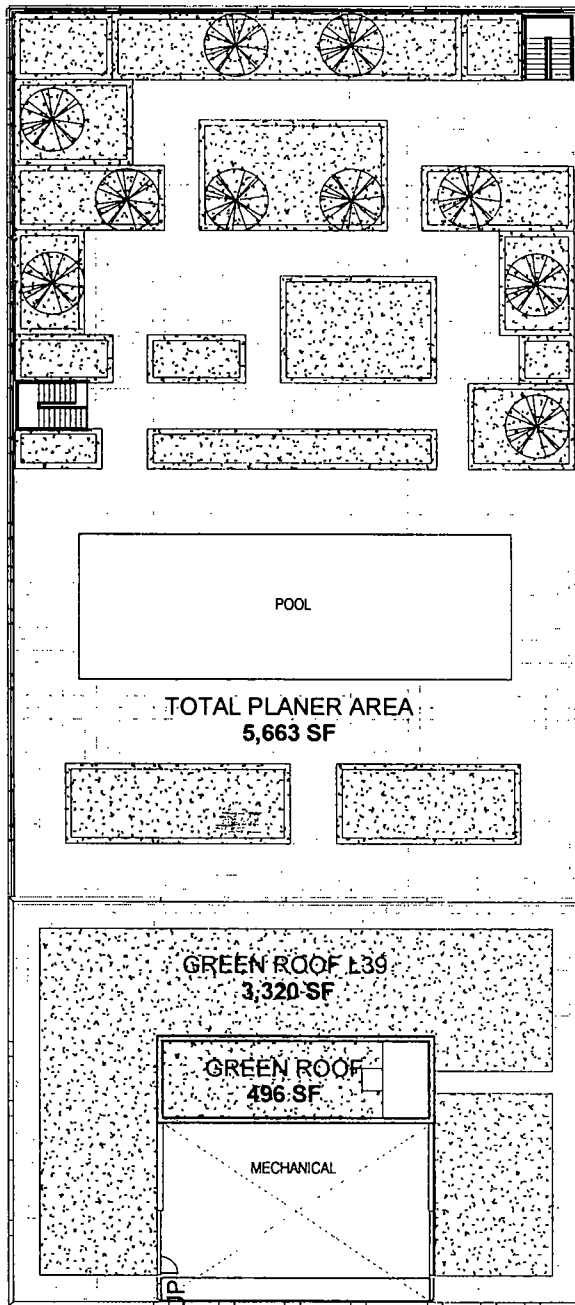 POOL
TOTAL PLANER AREA
5,663 SF
GREEN ROOF L39
3,320 SF
GREEN ROOF
496 SF
MECHANICAL
UP